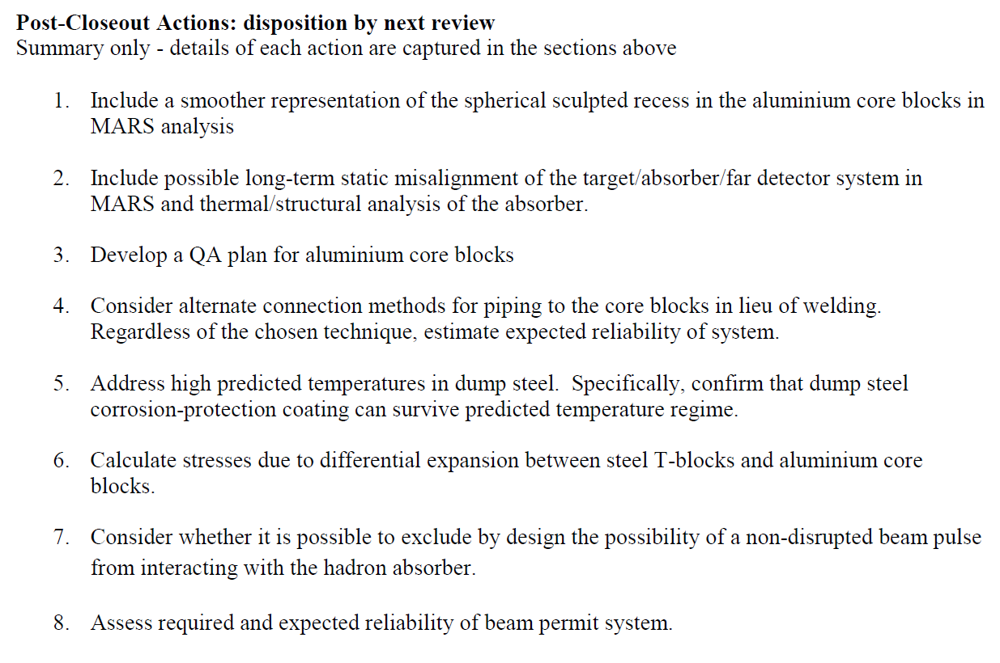 Post-Closeout Actions: disposition by next review
Summary only - details of each action are captured in the sections above
1. Include a smoother representation of the spherical sculpted recess in the aluminium core blocks in
MARS analysis
2. Include possible long-term static misalignment of the target/absorber/far detector system in
MARS and thermal/structural analysis of the absorber.
3. Develop a QA plan for aluminium core blocks
4. Consider alternate connection methods for piping to the core blocks in lieu of welding.
Regardless of the chosen technique, estimate expected reliability of system.
5. Address high predicted temperatures in dump steel.  Specifically, confirm that dump steel
corrosion-protection coating can survive predicted temperature regime.
6. Calculate stresses due to differential expansion between steel T-blocks and aluminium core
blocks.
7. Consider whether it is possible to exclude by design the possibility of a non-disrupted beam pulse
from interacting with the hadron absorber.
8. Assess required and expected reliability of beam permit system.